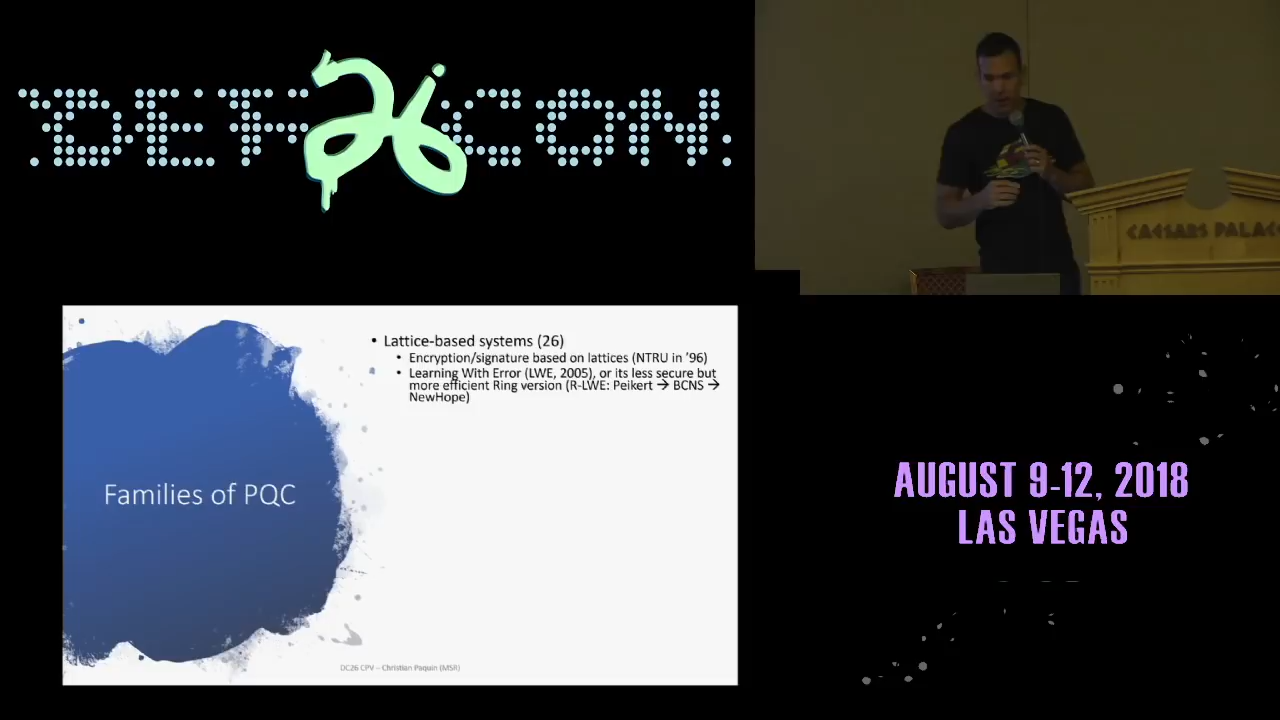 DEF 26 CON
CAESARS PALAC
• Lattice-based systems (26)
• Encryption/signature based on lattices (NTRU in '96)
• Learning With Error (LWE, 2005), or its less secure but
more efficient Ring version (R-LWE: Peikert → BCNS →
NewHope)
Families of PQC
DC26 CPV – Christian Paquin (MSR)
AUGUST 9-12, 2018
LAS VEGAS